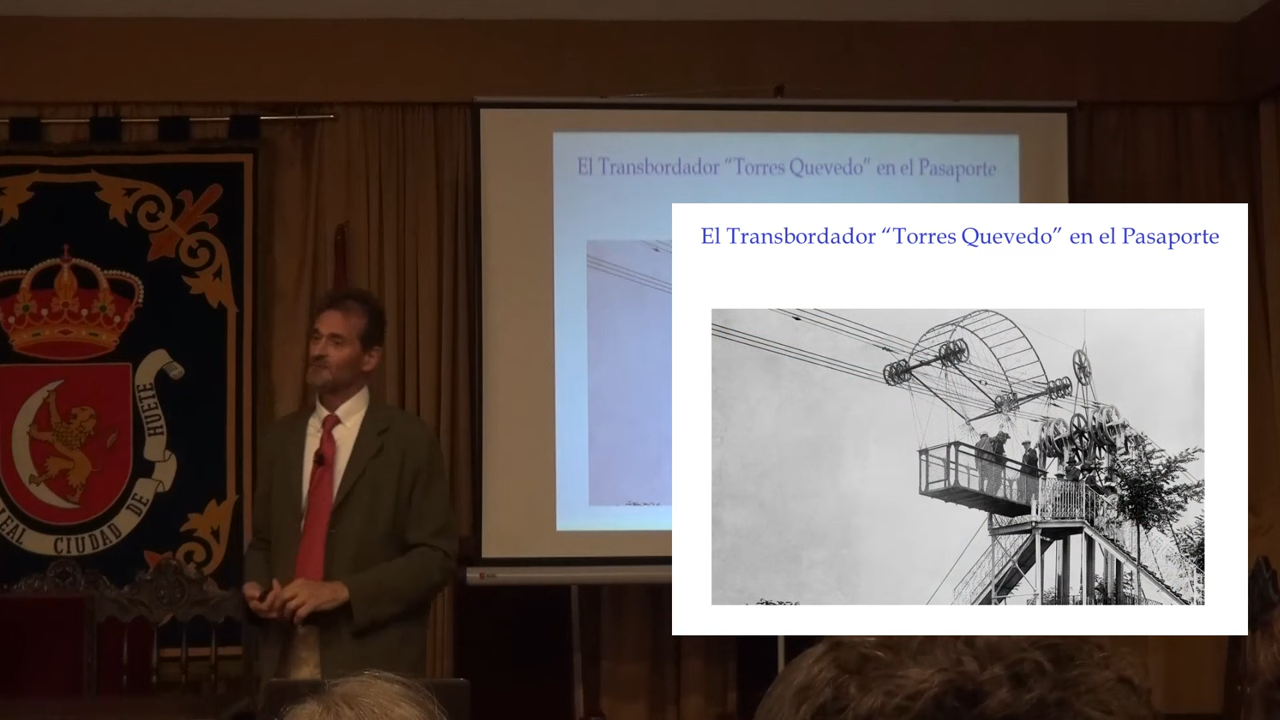 El Transbordador “Torres Quevedo” en el Pasaporte
El Transbordador “Torres Quevedo” en el Pasaporte
REAL CIUDAD DE HUETE